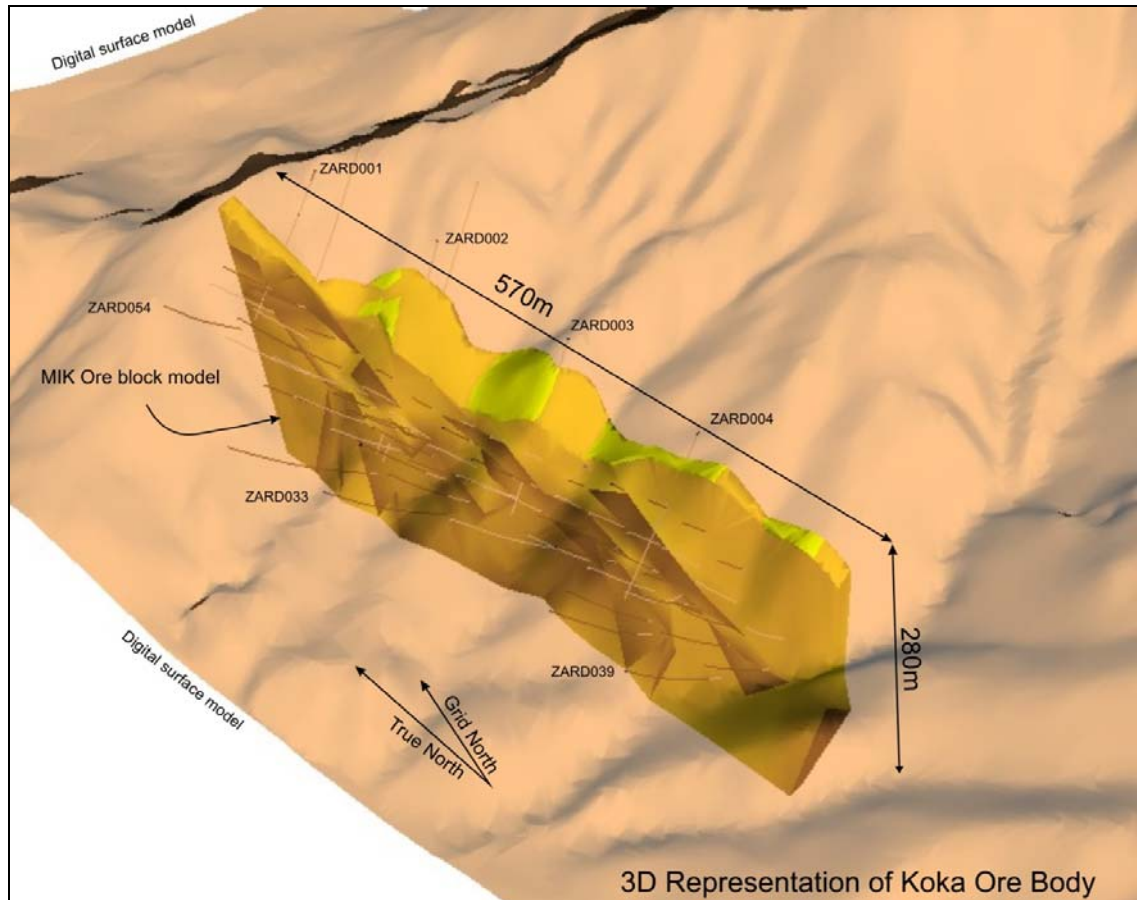 Digital surface model
ZARD001
ZARD002
570m
ZARD054
ZARD003
MIK Ore block model
ZARD004
ZARD033
280m
Digital surface model
ZARD039
Grid North
True North
3D Representation of Koka Ore Body